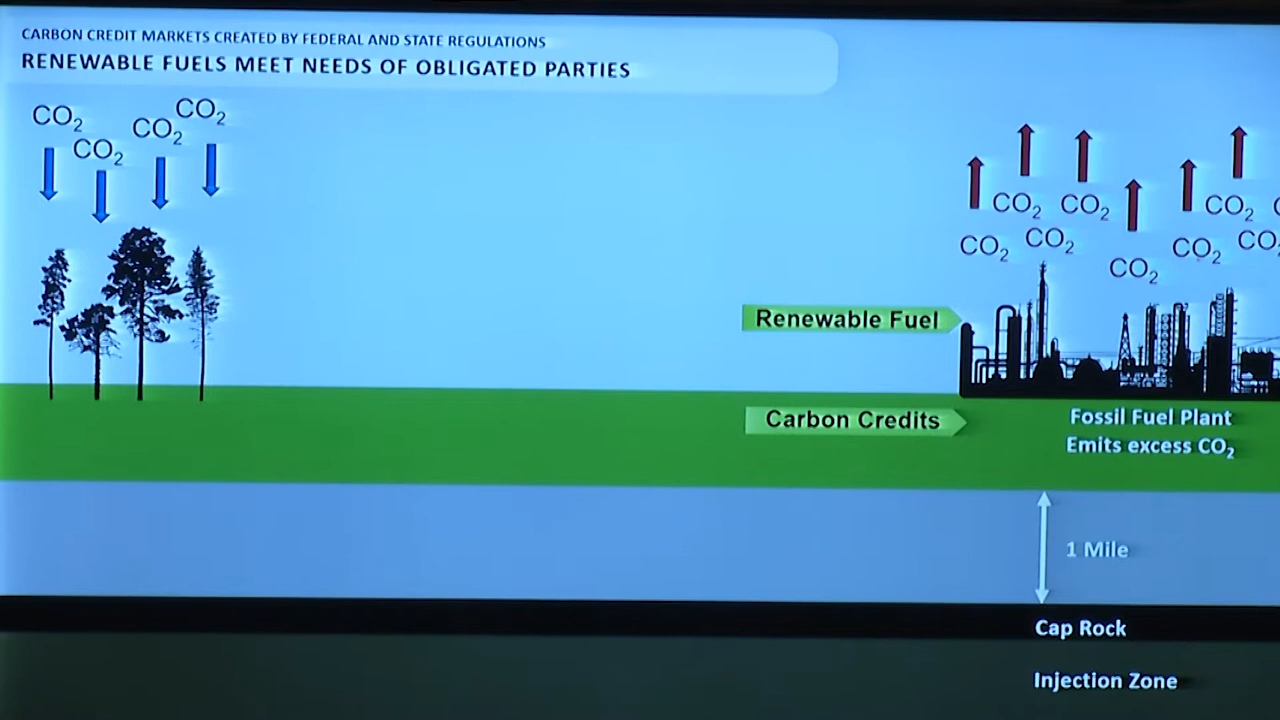 CARBON CREDIT MARKETS CREATED BY FEDERAL AND STATE REGULATIONS
RENEWABLE FUELS MEET NEEDS OF OBLIGATED PARTIES
CO₂
CO₂
CO₂
CO₂
CO₂
CO₂
CO₂
CO₂
CO₂
CO₂
CO₂
Renewable Fuel
Carbon Credits
Fossil Fuel Plant
Emits excess CO₂
1 Mile
Cap Rock
Injection Zone